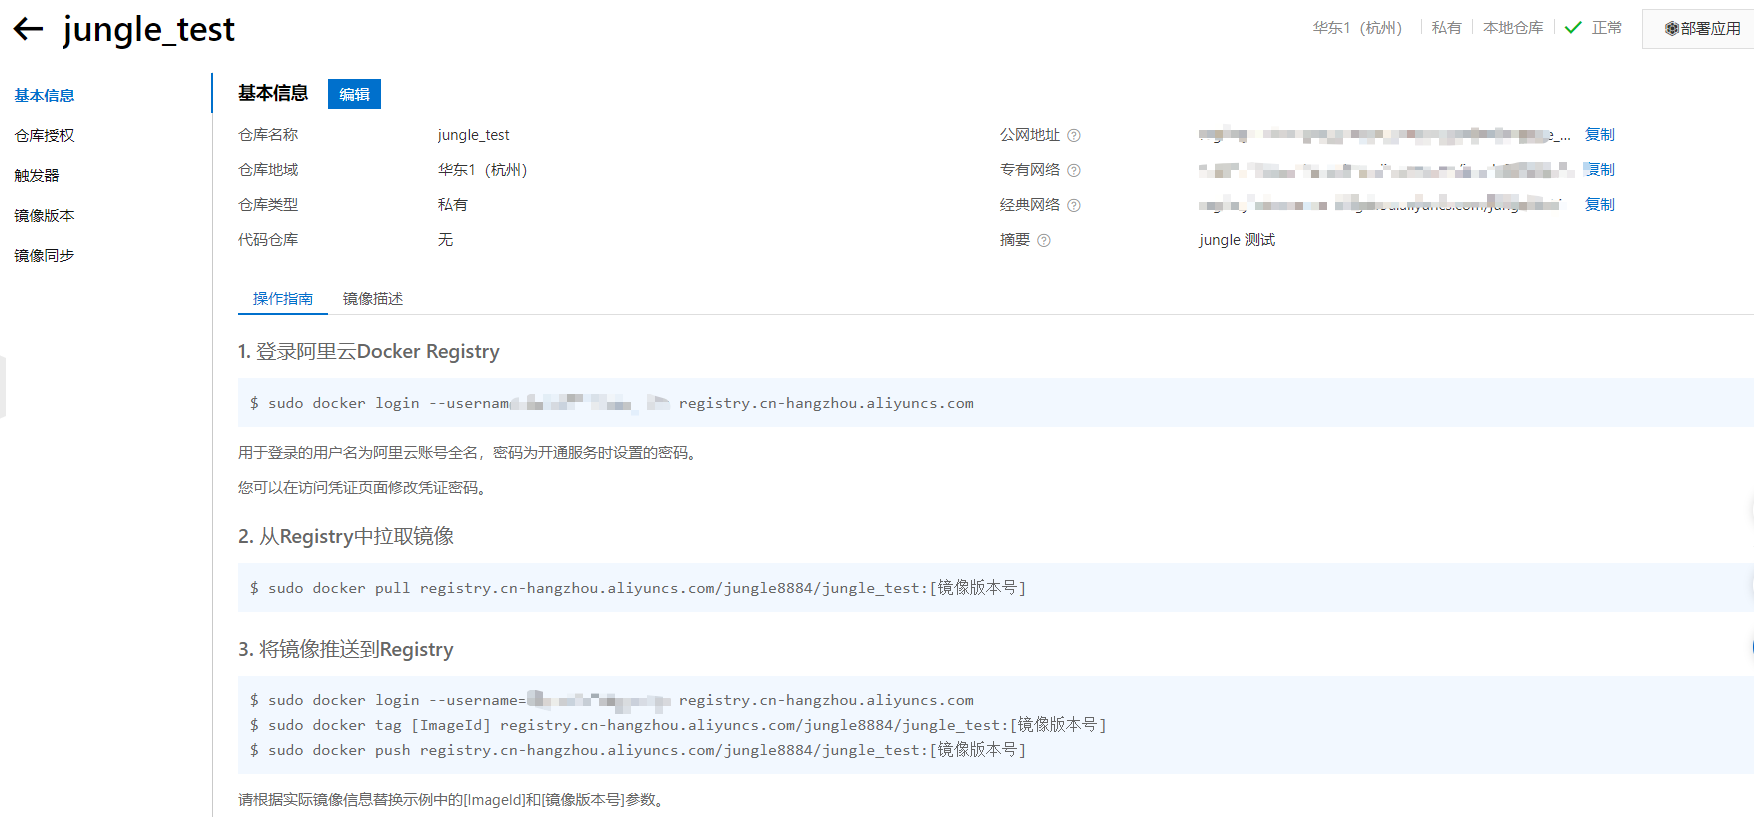 jungle_test
华东1（杭州） 私有 本地仓库 正常 部署应用
基本信息
仓库授权
触发器
镜像版本
镜像同步
基本信息 编辑
仓库名称 jungle_test
公网地址 复制
仓库地域 华东1（杭州）
专有网络 复制
仓库类型 私有
经典网络 复制
代码仓库 无
摘要 jungle 测试
操作指南 镜像描述
1. 登录阿里云Docker Registry
$ sudo docker login --usernam registry.cn-hangzhou.aliyuncs.com
用于登录的用户名为阿里云账号全名，密码为开通服务时设置的密码。
您可以在访问凭证页面修改凭证密码。
2. 从Registry中拉取镜像
$ sudo docker pull registry.cn-hangzhou.aliyuncs.com/jungle8884/jungle_test:[镜像版本号]
3. 将镜像推送到Registry
$ sudo docker login --username= registry.cn-hangzhou.aliyuncs.com
$ sudo docker tag [ImageId] registry.cn-hangzhou.aliyuncs.com/jungle8884/jungle_test:[镜像版本号]
$ sudo docker push registry.cn-hangzhou.aliyuncs.com/jungle8884/jungle_test:[镜像版本号]
请根据实际镜像信息替换示例中的[ImageId]和[镜像版本号]参数。